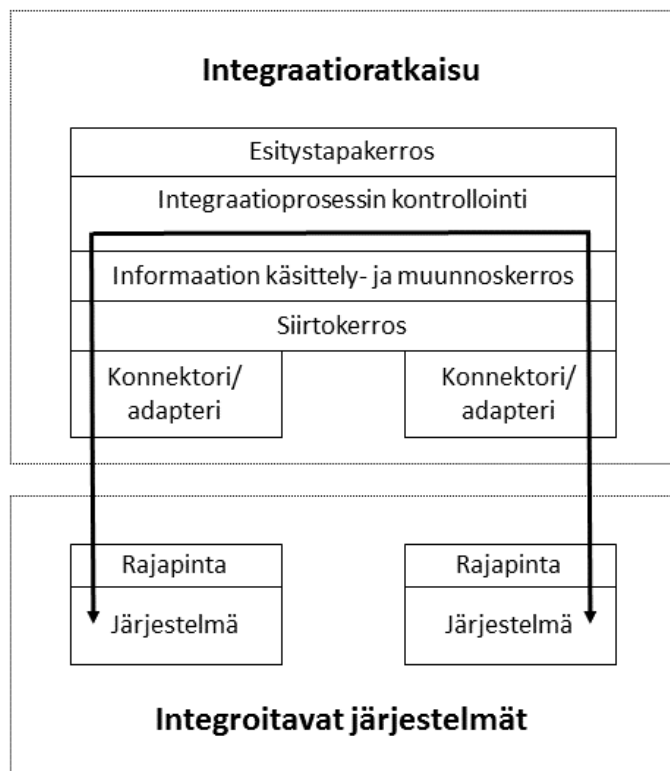 Integraatioratkaisu
Esitystapakerros
Integraatioprosessin kontrollointi
Informaation käsittely- ja muunnoskerros
Siirtokerros
Konnektori/
adapteri
Konnektori/
adapteri
Rajapinta
Järjestelmä
Rajapinta
Järjestelmä
Integroitavat järjestelmät